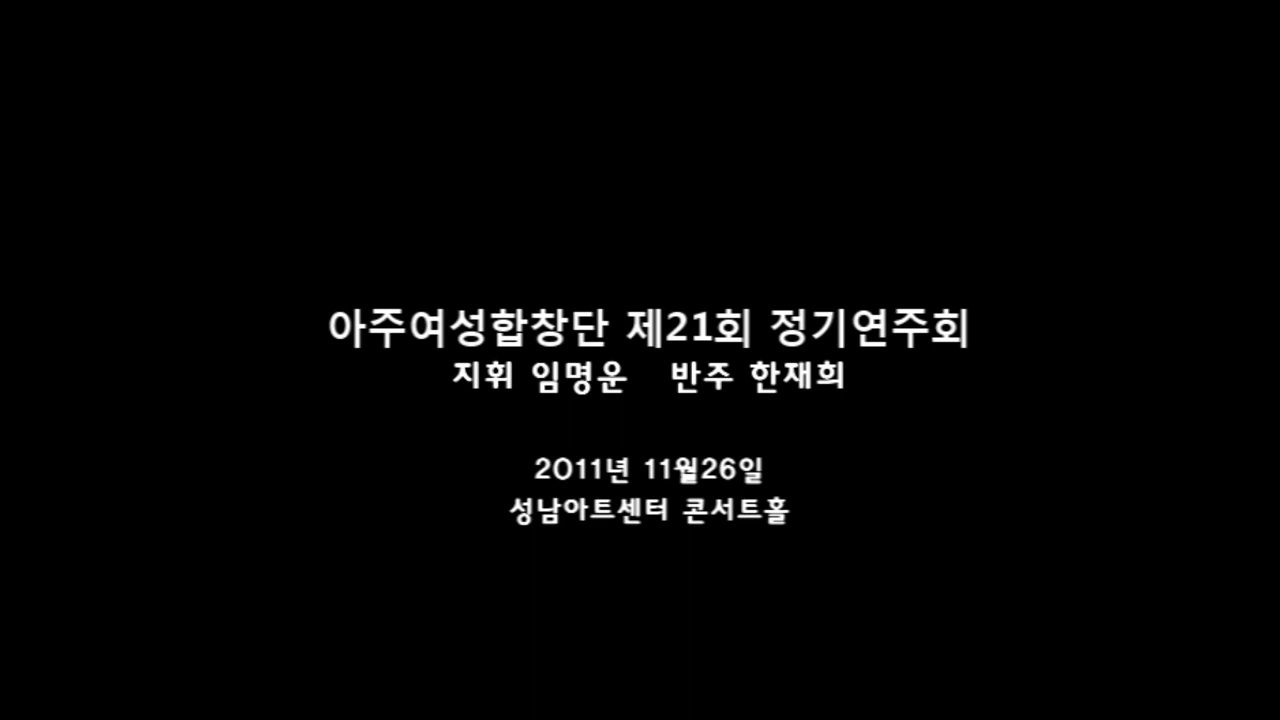 아주여성합창단 제21회 정기연주회
지휘 임명운 반주 한재희
2011년 11월26일
성남아트센터 콘서트홀